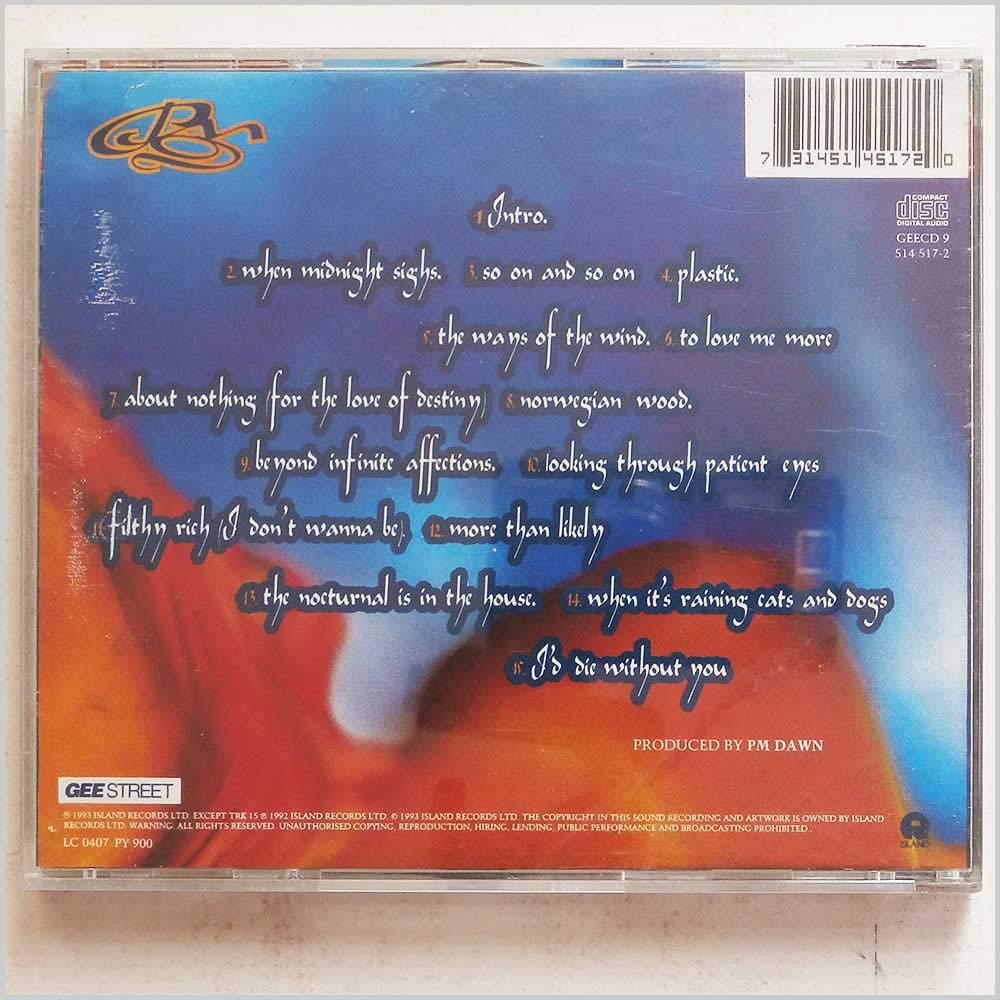 7 31451 45172 0
COMPACT
disc
DIGITAL AUDIO
GEECD 9
514 517-2
1 Intro.
2. when midnight sighs. 3. so on and so on 4. plastic.
5. the ways of the wind. 6. to love me more
7. about nothing (for the love of destiny) 8. norwegian wood.
9. beyond infinite affections. 10. looking through patient eyes
11. filthy rich (I don't wanna be). 12. more than likely
13. the nocturnal is in the house. 14. when it's raining cats and dogs
15. I'd die without you
PRODUCED BY PM DAWN
GEE STREET
℗ 1993 ISLAND RECORDS LTD. EXCEPT TRK 15 ℗ 1992 ISLAND RECORDS LTD. © 1993 ISLAND RECORDS LTD. THE COPYRIGHT IN THIS SOUND RECORDING AND ARTWORK IS OWNED BY ISLAND
RECORDS LTD. WARNING. ALL RIGHTS RESERVED. UNAUTHORISED COPYING, REPRODUCTION, HIRING, LENDING, PUBLIC PERFORMANCE AND BROADCASTING PROHIBITED.
LC 0407 PY 900
ISLAND